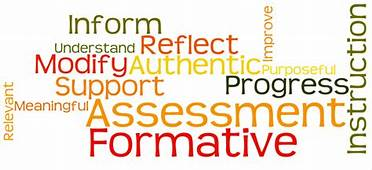 Inform
Improve
Understand Reflect
Modify Authentic Purposeful
Support Progress
Instruction
Relevant
Meaningful Assessment
Formative